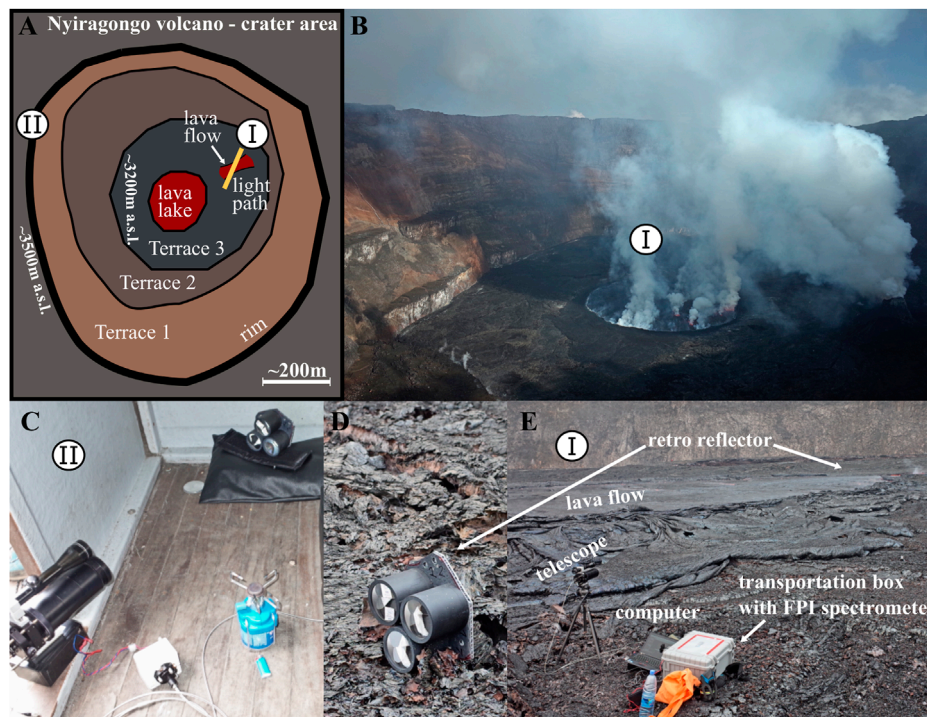 A Nyiragongo volcano - crater area
II
I
lava
flow
light
path
~3200m a.s.l.
lava
lake
Terrace 3
~3500m a.s.l.
Terrace 2
Terrace 1
rim
~200m
B
I
C
II
D
E
I
retro reflector
lava flow
telescope
transportation box
with FPI spectromete
computer